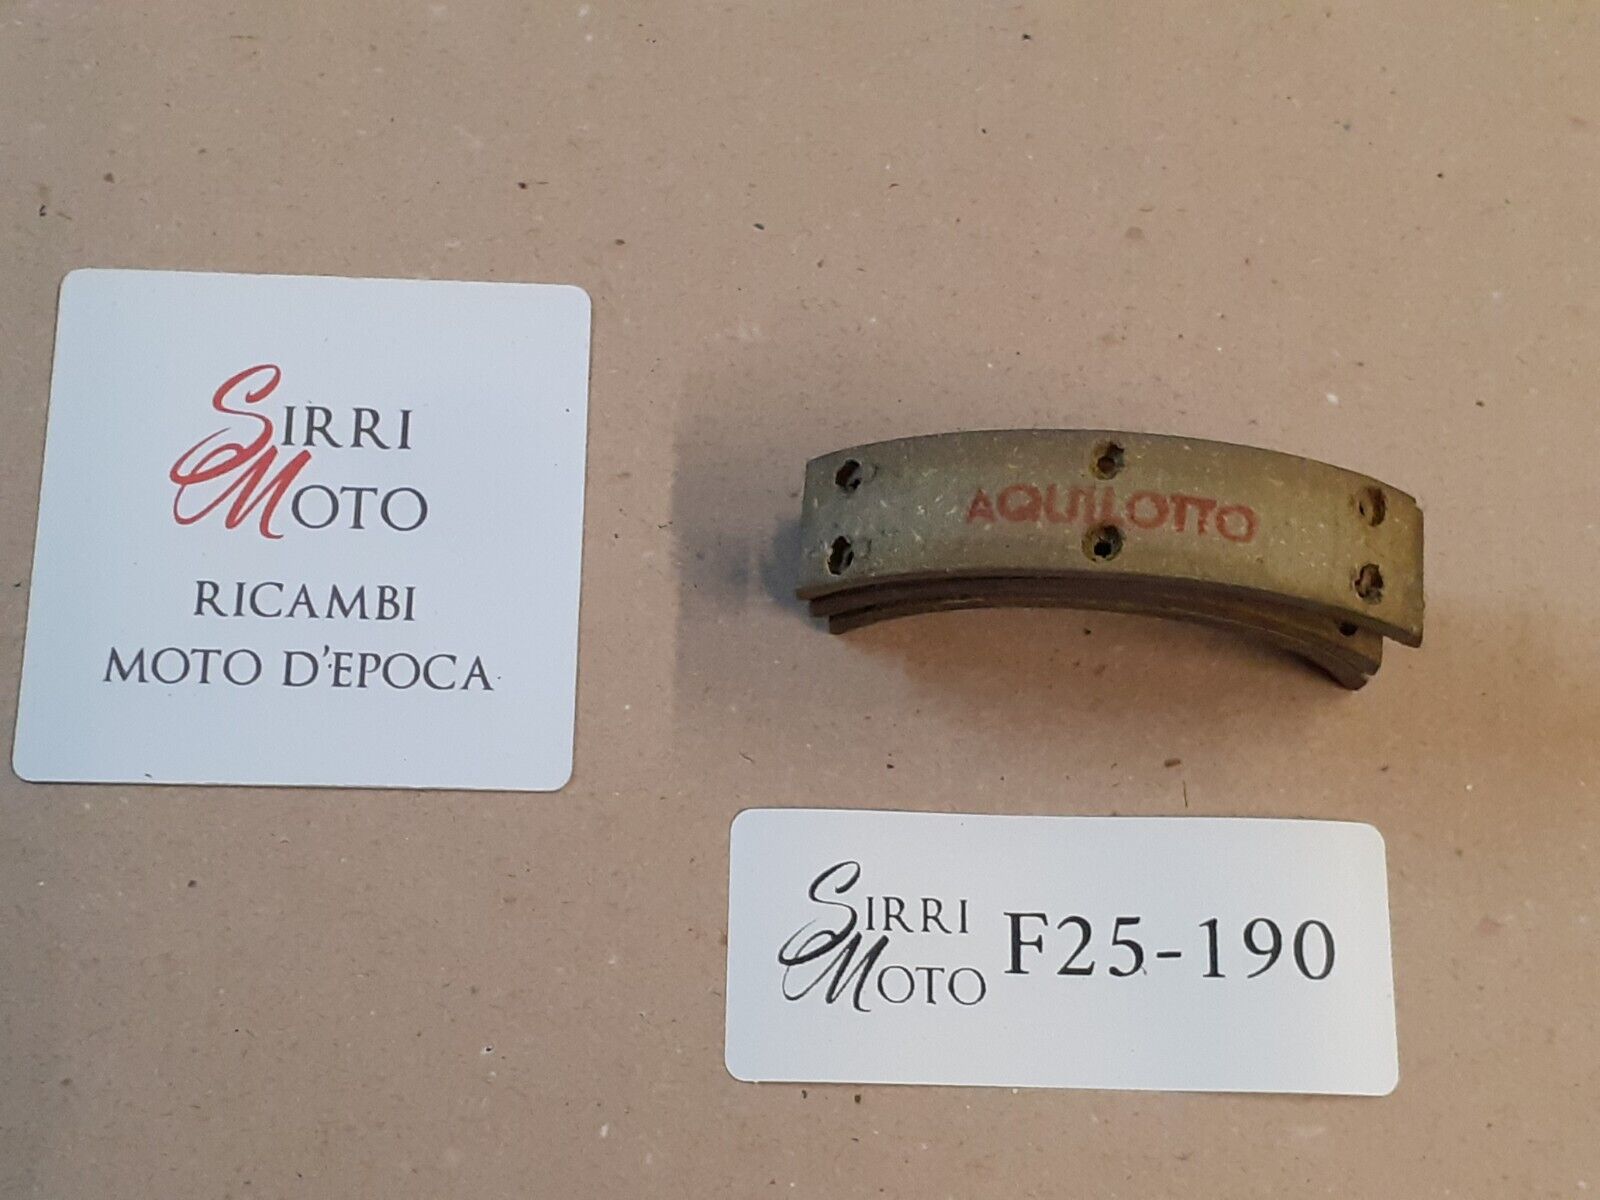 SIRRI
MOTO
RICAMBI
MOTO D'EPOCA
AQUILOTTO
SIRRI
MOTO
F25-190